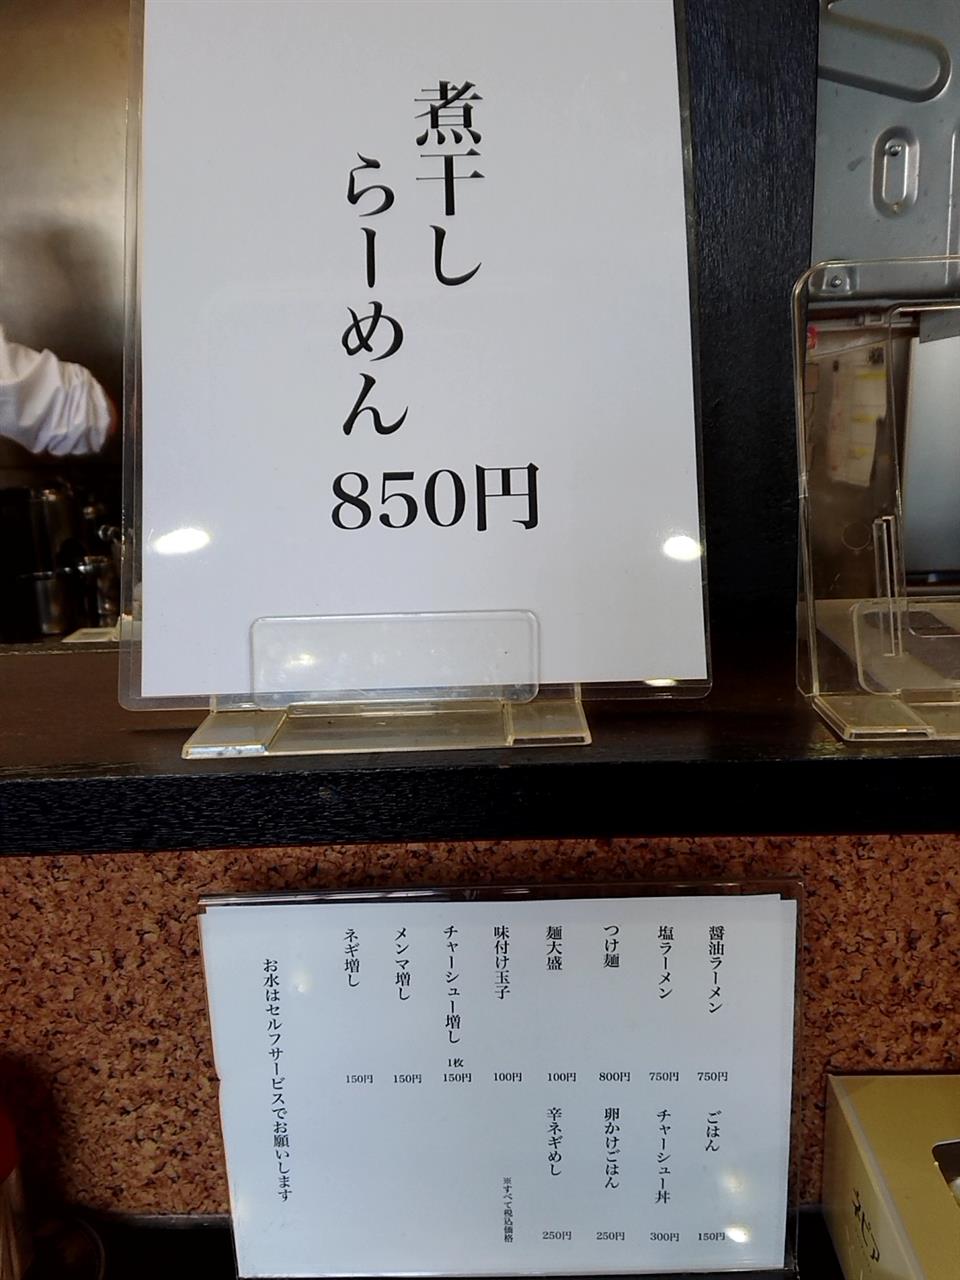 煮干し
らーめん
850円
醤油ラーメン 750円
塩ラーメン 750円
つけ麺 800円
麺大盛 100円
味付け玉子 100円
チャーシュー増し 1枚 150円
メンマ増し 150円
ネギ増し 150円
ごはん 150円
チャーシュー丼 300円
卵かけごはん 250円
辛ネギめし 250円
※すべて税込価格
お水はセルフサービスでお願いします
ネピア